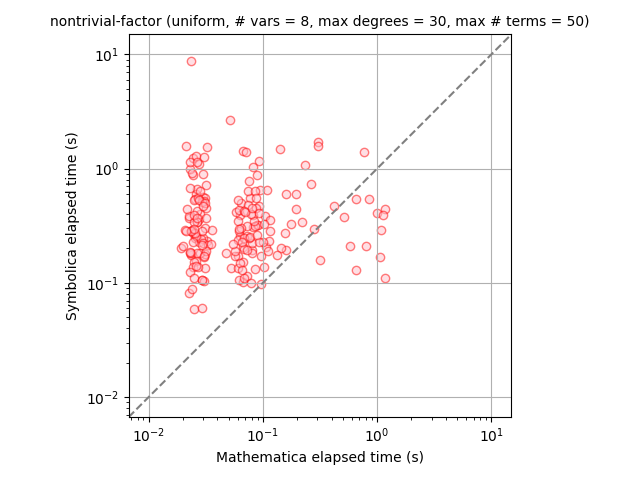 nontrivial-factor (uniform, # vars = 8, max degrees = 30, max # terms = 50)
Symbolica elapsed time (s)
10¹
10⁰
10⁻¹
10⁻²
10⁻² 10⁻¹ 10⁰ 10¹
Mathematica elapsed time (s)